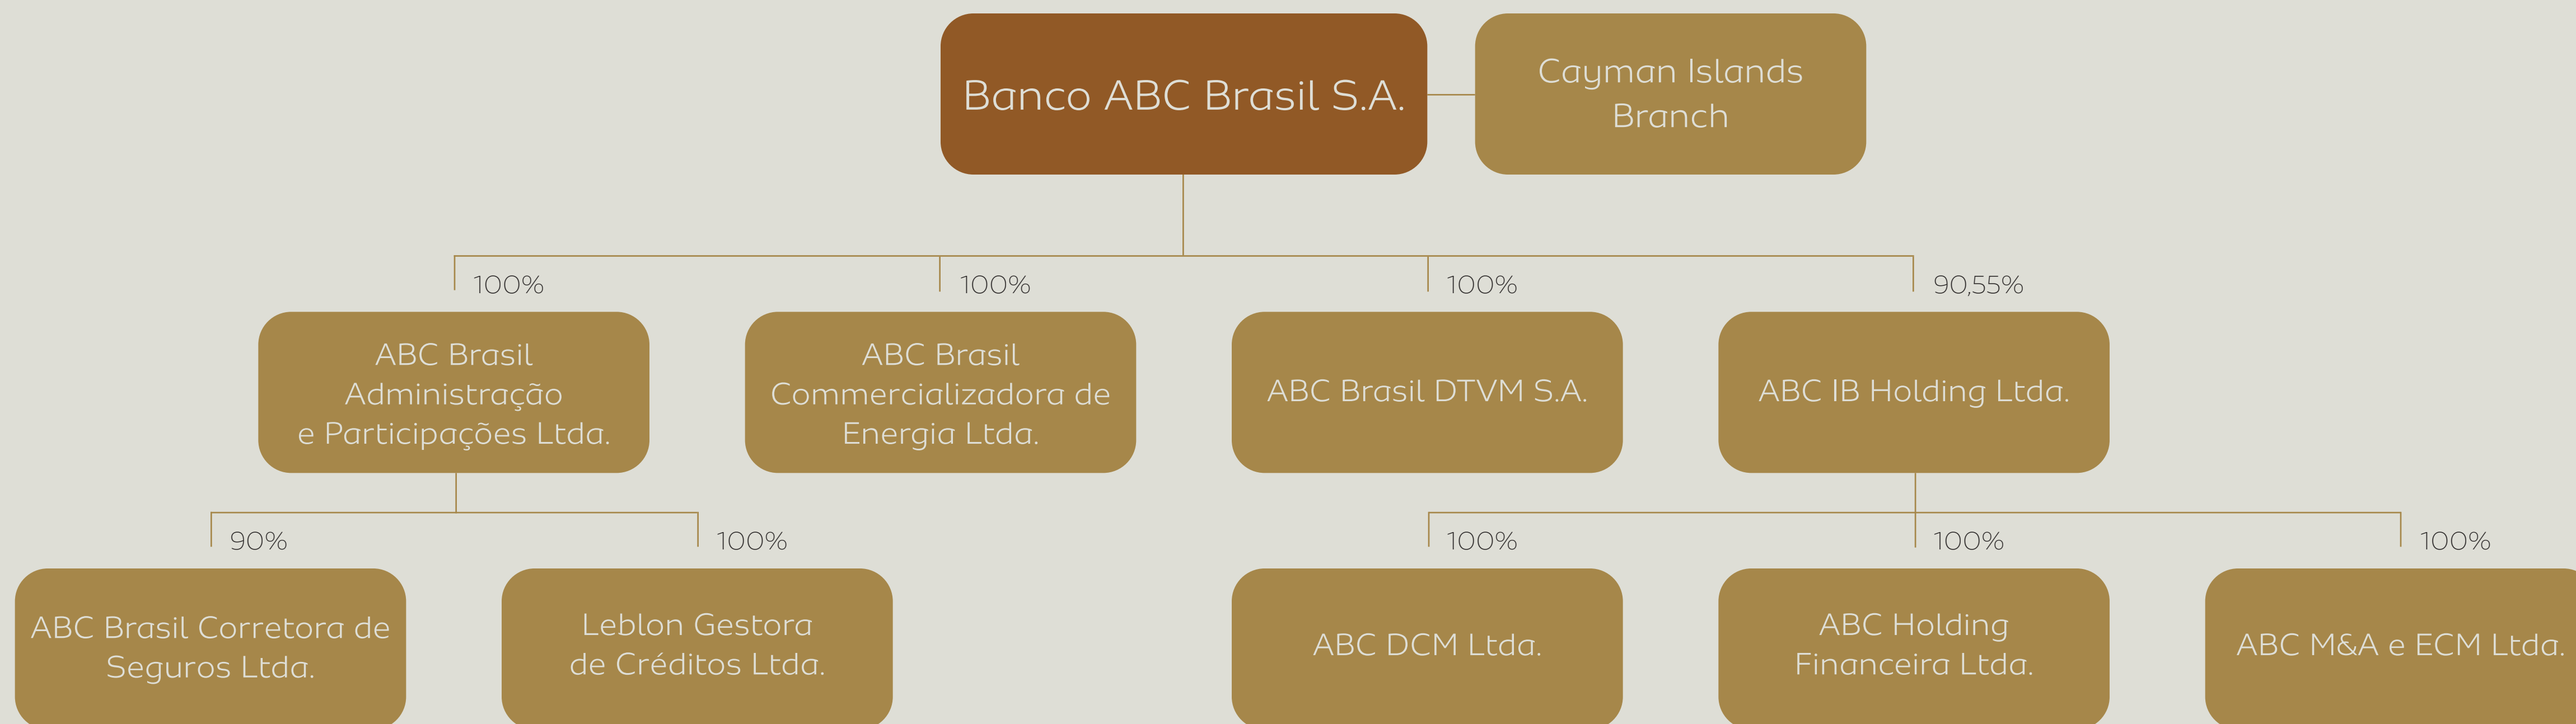 Banco ABC Brasil S.A.
Cayman Islands
Branch
100%
100%
100%
90,55%
ABC Brasil
Administração
e Participações Ltda.
ABC Brasil
Commercializadora de
Energia Ltda.
ABC Brasil DTVM S.A.
ABC IB Holding Ltda.
90%
100%
100%
100%
100%
ABC Brasil Corretora de
Seguros Ltda.
Leblon Gestora
de Créditos Ltda.
ABC DCM Ltda.
ABC Holding
Financeira Ltda.
ABC M&A e ECM Ltda.